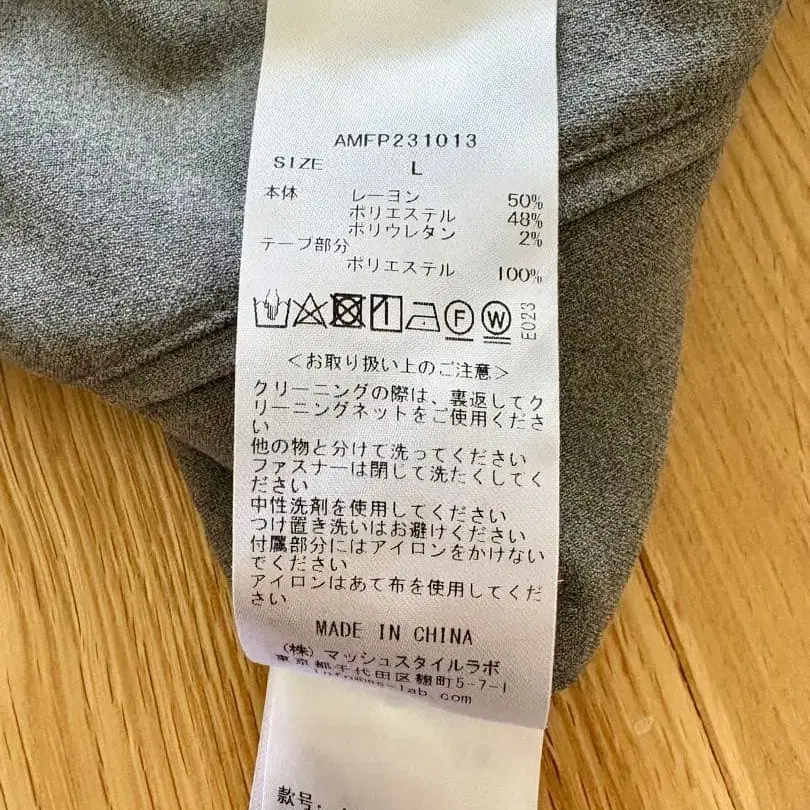 AMFP231013
SIZE L
本体 レーヨン 50%
ポリエステル 48%
ポリウレタン 2%
テープ部分
ポリエステル 100%
F W E023
<お取り扱い上のご注意>
クリーニングの際は、裏返してク
リーニングネットをご使用くださ
い
他の物と分けて洗ってください
ファスナーは閉じて洗たくしてく
ださい
中性洗剤を使用してください
つけ置き洗いはお避けください
付属部分にはアイロンをかけない
でください
アイロンはあて布を使用してくだ
さい
MADE IN CHINA
(株)マッシュスタイルラボ
東京都千代田区麹町5-7-1
-lab.com
款号